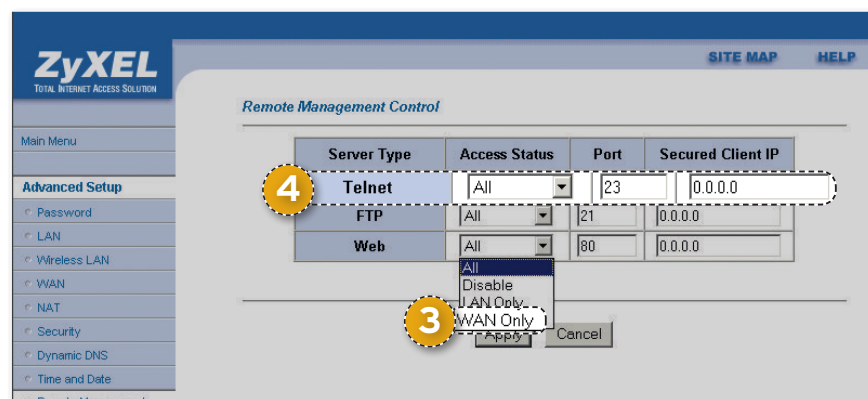 ZyXEL
TOTAL INTERNET ACCESS SOLUTION
SITE MAP HELP
Remote Management Control
Main Menu
Advanced Setup
Password
LAN
Wireless LAN
WAN
NAT
Security
Dynamic DNS
Time and Date
Remote Management
Server Type Access Status Port Secured Client IP
4 Telnet All 23 0.0.0.0
FTP All 21 0.0.0.0
Web All 80 0.0.0.0
All
Disable
LAN Only
3 WAN Only
Apply Cancel